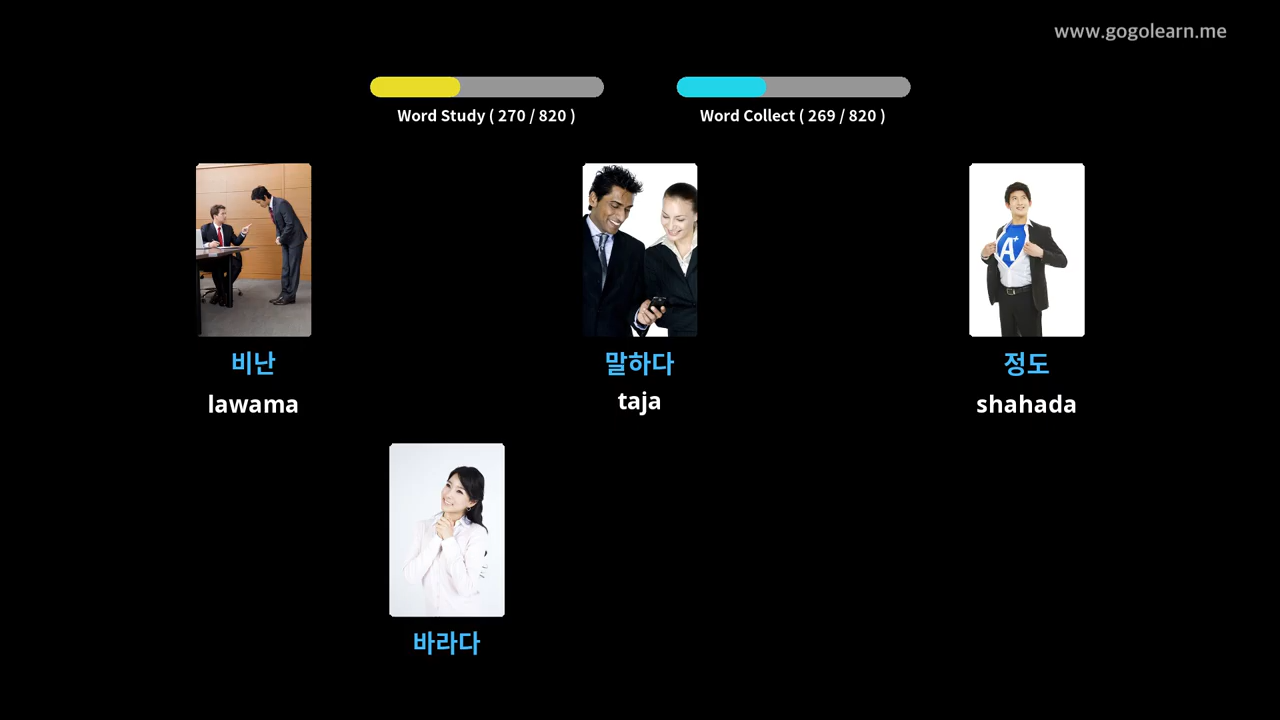 www.gogolearn.me
Word Study ( 270 / 820 )
Word Collect ( 269 / 820 )
A+
비난
lawama
말하다
taja
정도
shahada
바라다